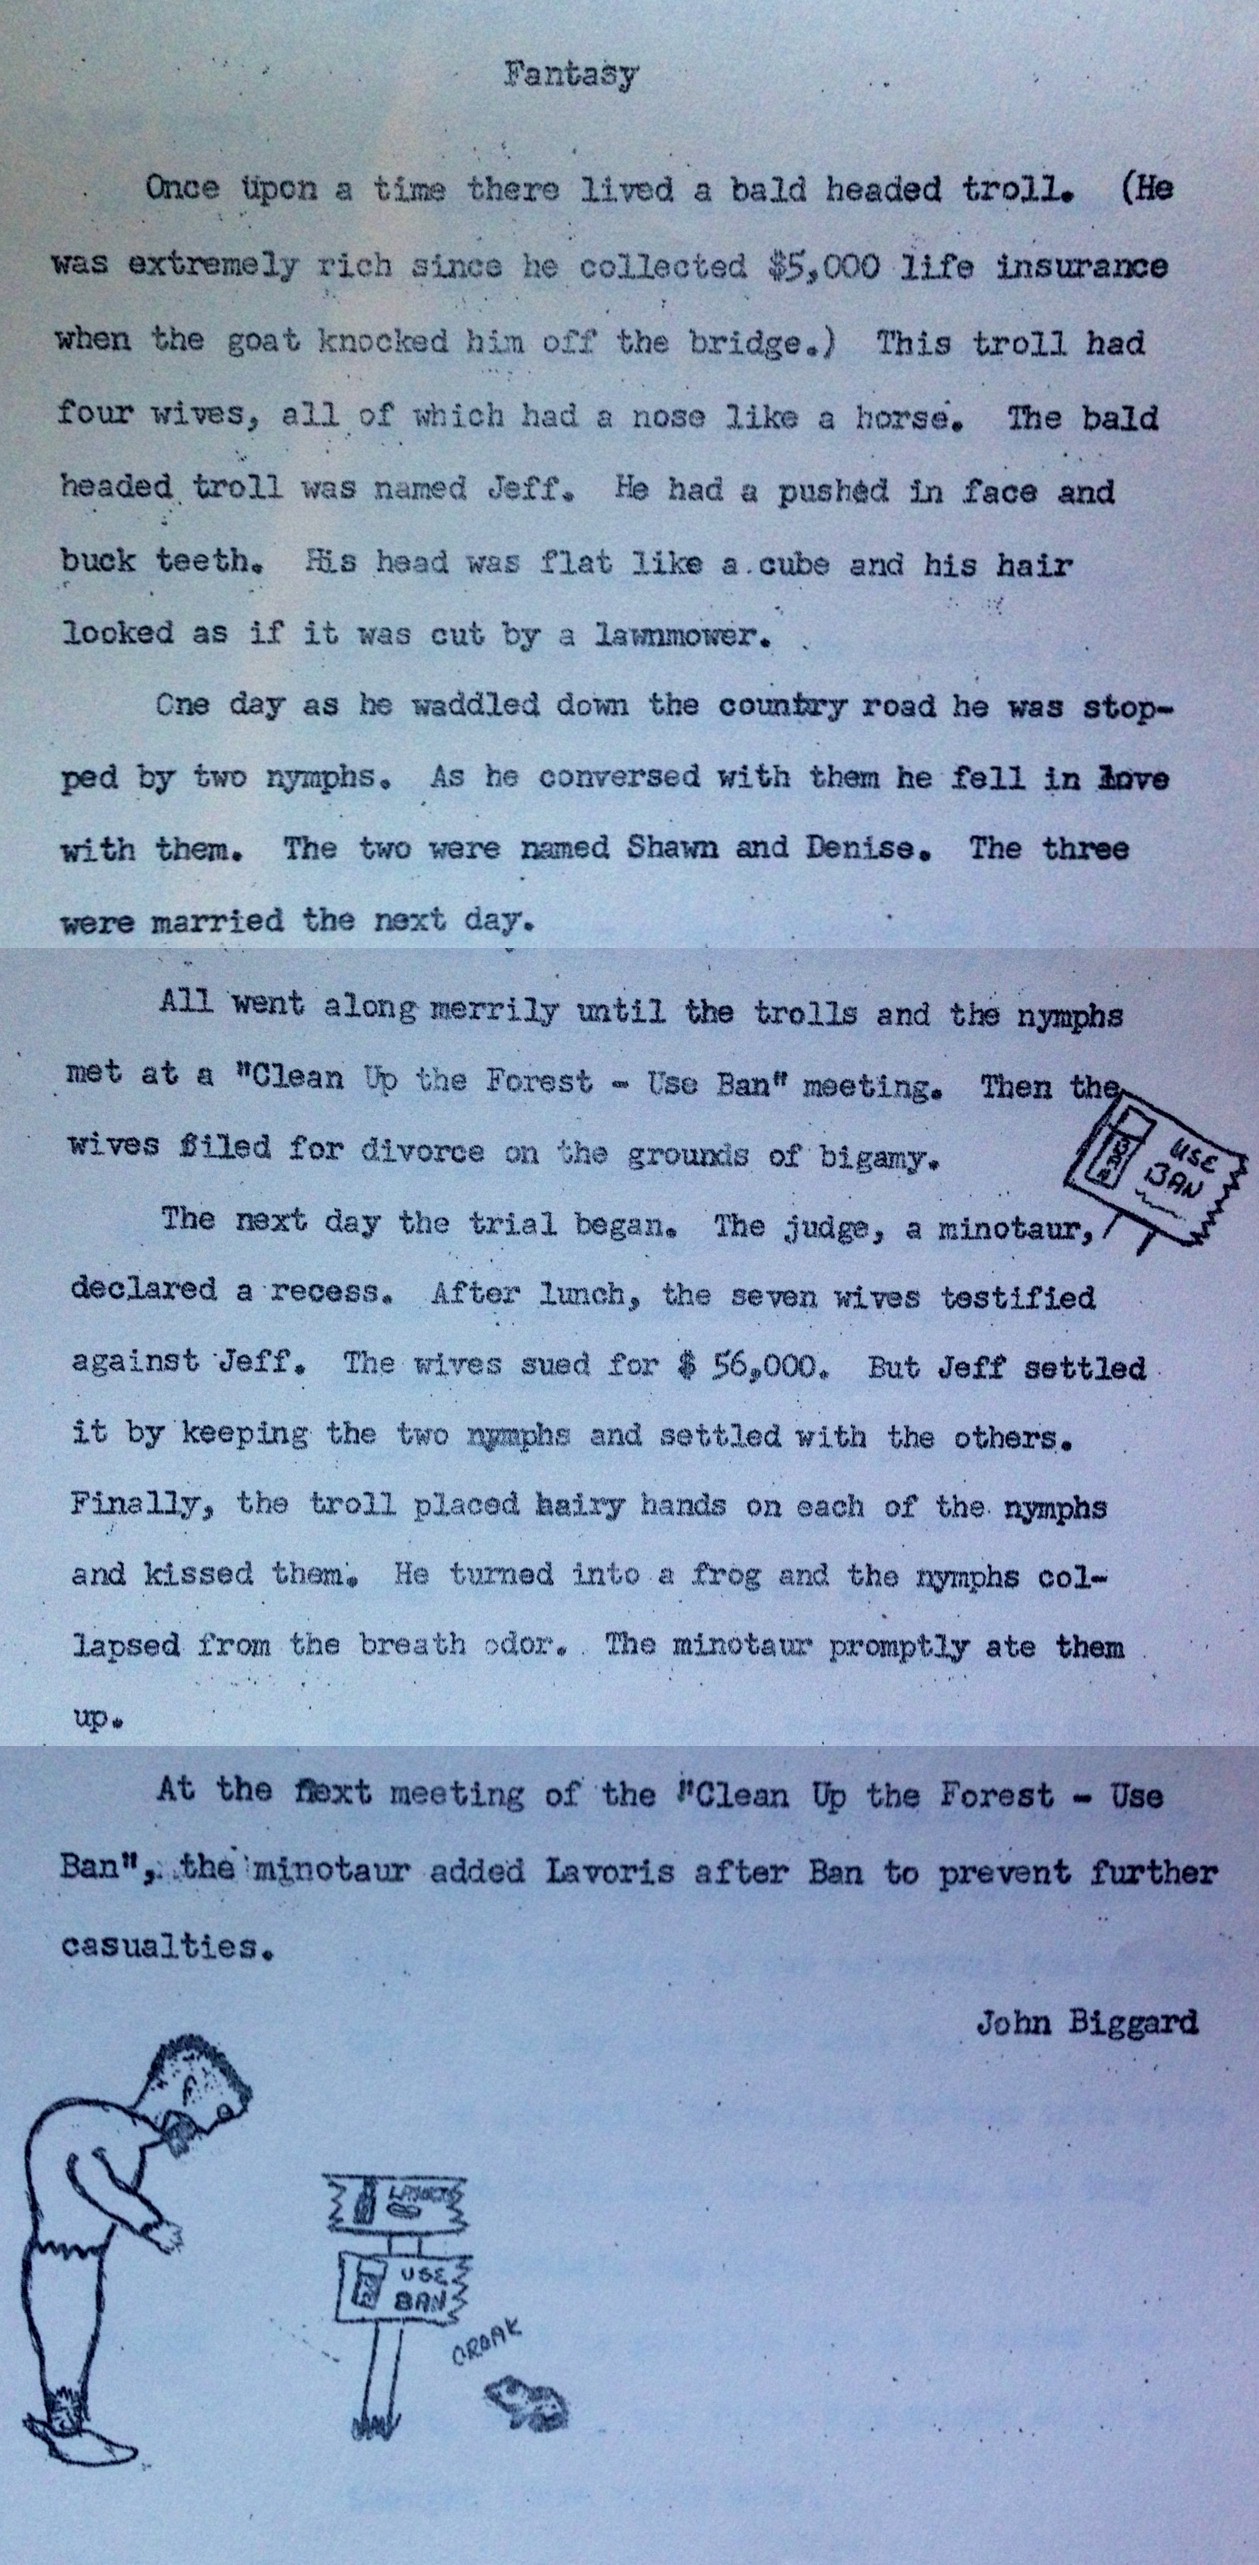 Fantasy
Once upon a time there lived a bald headed troll. (He
was extremely rich since he collected $5,000 life insurance
when the goat knocked him off the bridge.) This troll had
four wives, all of which had a nose like a horse. The bald
headed troll was named Jeff. He had a pushed in face and
buck teeth. His head was flat like a cube and his hair
looked as if it was cut by a lawnmower.
One day as he waddled down the country road he was stop-
ped by two nymphs. As he conversed with them he fell in love
with them. The two were named Shawn and Denise. The three
were married the next day.
All went along merrily until the trolls and the nymphs
met at a "Clean Up the Forest - Use Ban" meeting. Then the
wives filed for divorce on the grounds of bigamy.
BAN
USE
BAN
The next day the trial began. The judge, a minotaur,
declared a recess. After lunch, the seven wives testified
against Jeff. The wives sued for $ 56,000. But Jeff settled
it by keeping the two nymphs and settled with the others.
Finally, the troll placed hairy hands on each of the nymphs
and kissed them. He turned into a frog and the nymphs col-
lapsed from the breath odor. The minotaur promptly ate them
up.
At the next meeting of the "Clean Up the Forest - Use
Ban", the minotaur added Lavoris after Ban to prevent further
casualties.
John Biggard
USE
BAN
CROAK